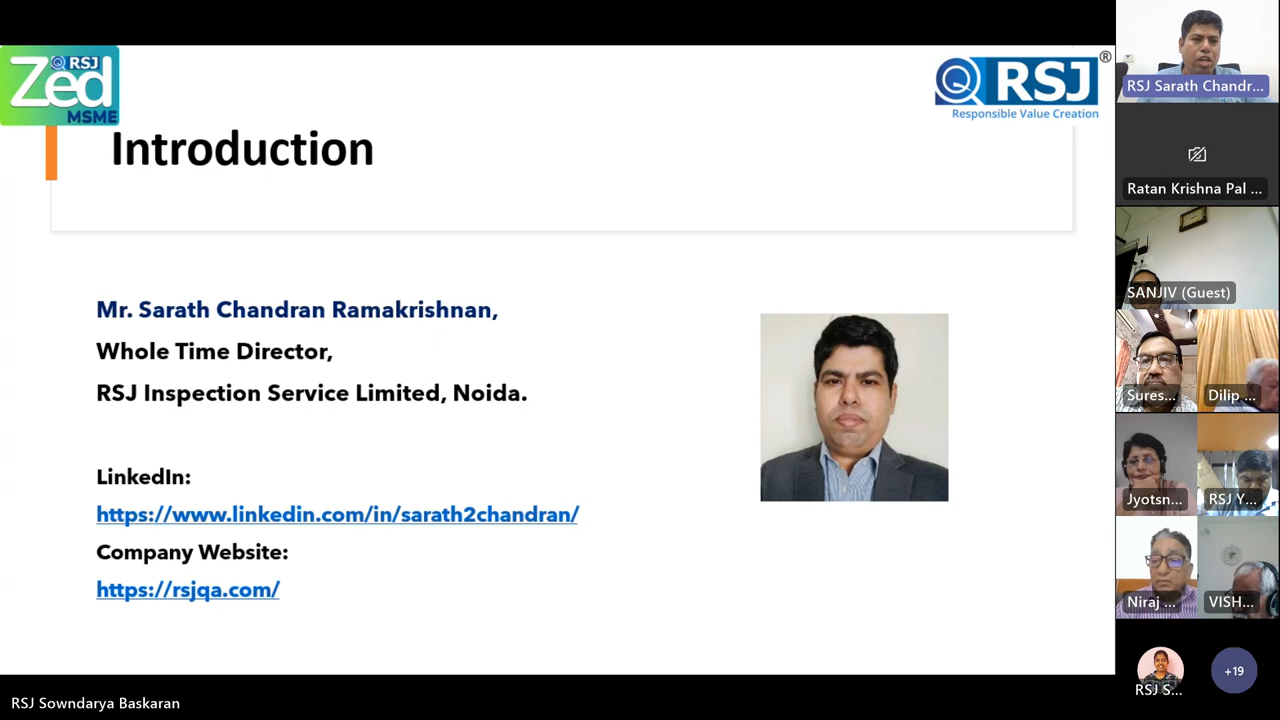 RSJ
Zed
MSME
RSJ
®
Responsible Value Creation
Introduction
Mr. Sarath Chandran Ramakrishnan,
Whole Time Director,
RSJ Inspection Service Limited, Noida.
LinkedIn:
https://www.linkedin.com/in/sarath2chandran/
Company Website:
https://rsjqa.com/
RSJ Sarath Chandr...
Ratan Krishna Pal ...
SANJIV (Guest)
Sures...
Dilip ...
Jyotsn...
RSJ Y...
Niraj ...
VISH...
RSJ S...
+19
RSJ Sowndarya Baskaran